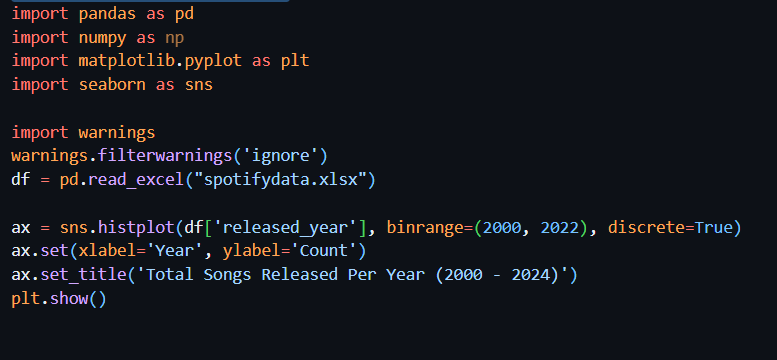 import pandas as pd
import numpy as np
import matplotlib.pyplot as plt
import seaborn as sns
import warnings
warnings.filterwarnings('ignore')
df = pd.read_excel("spotifydata.xlsx")
ax = sns.histplot(df['released_year'], binrange=(2000, 2022), discrete=True)
ax.set(xlabel='Year', ylabel='Count')
ax.set_title('Total Songs Released Per Year (2000 - 2024)')
plt.show()